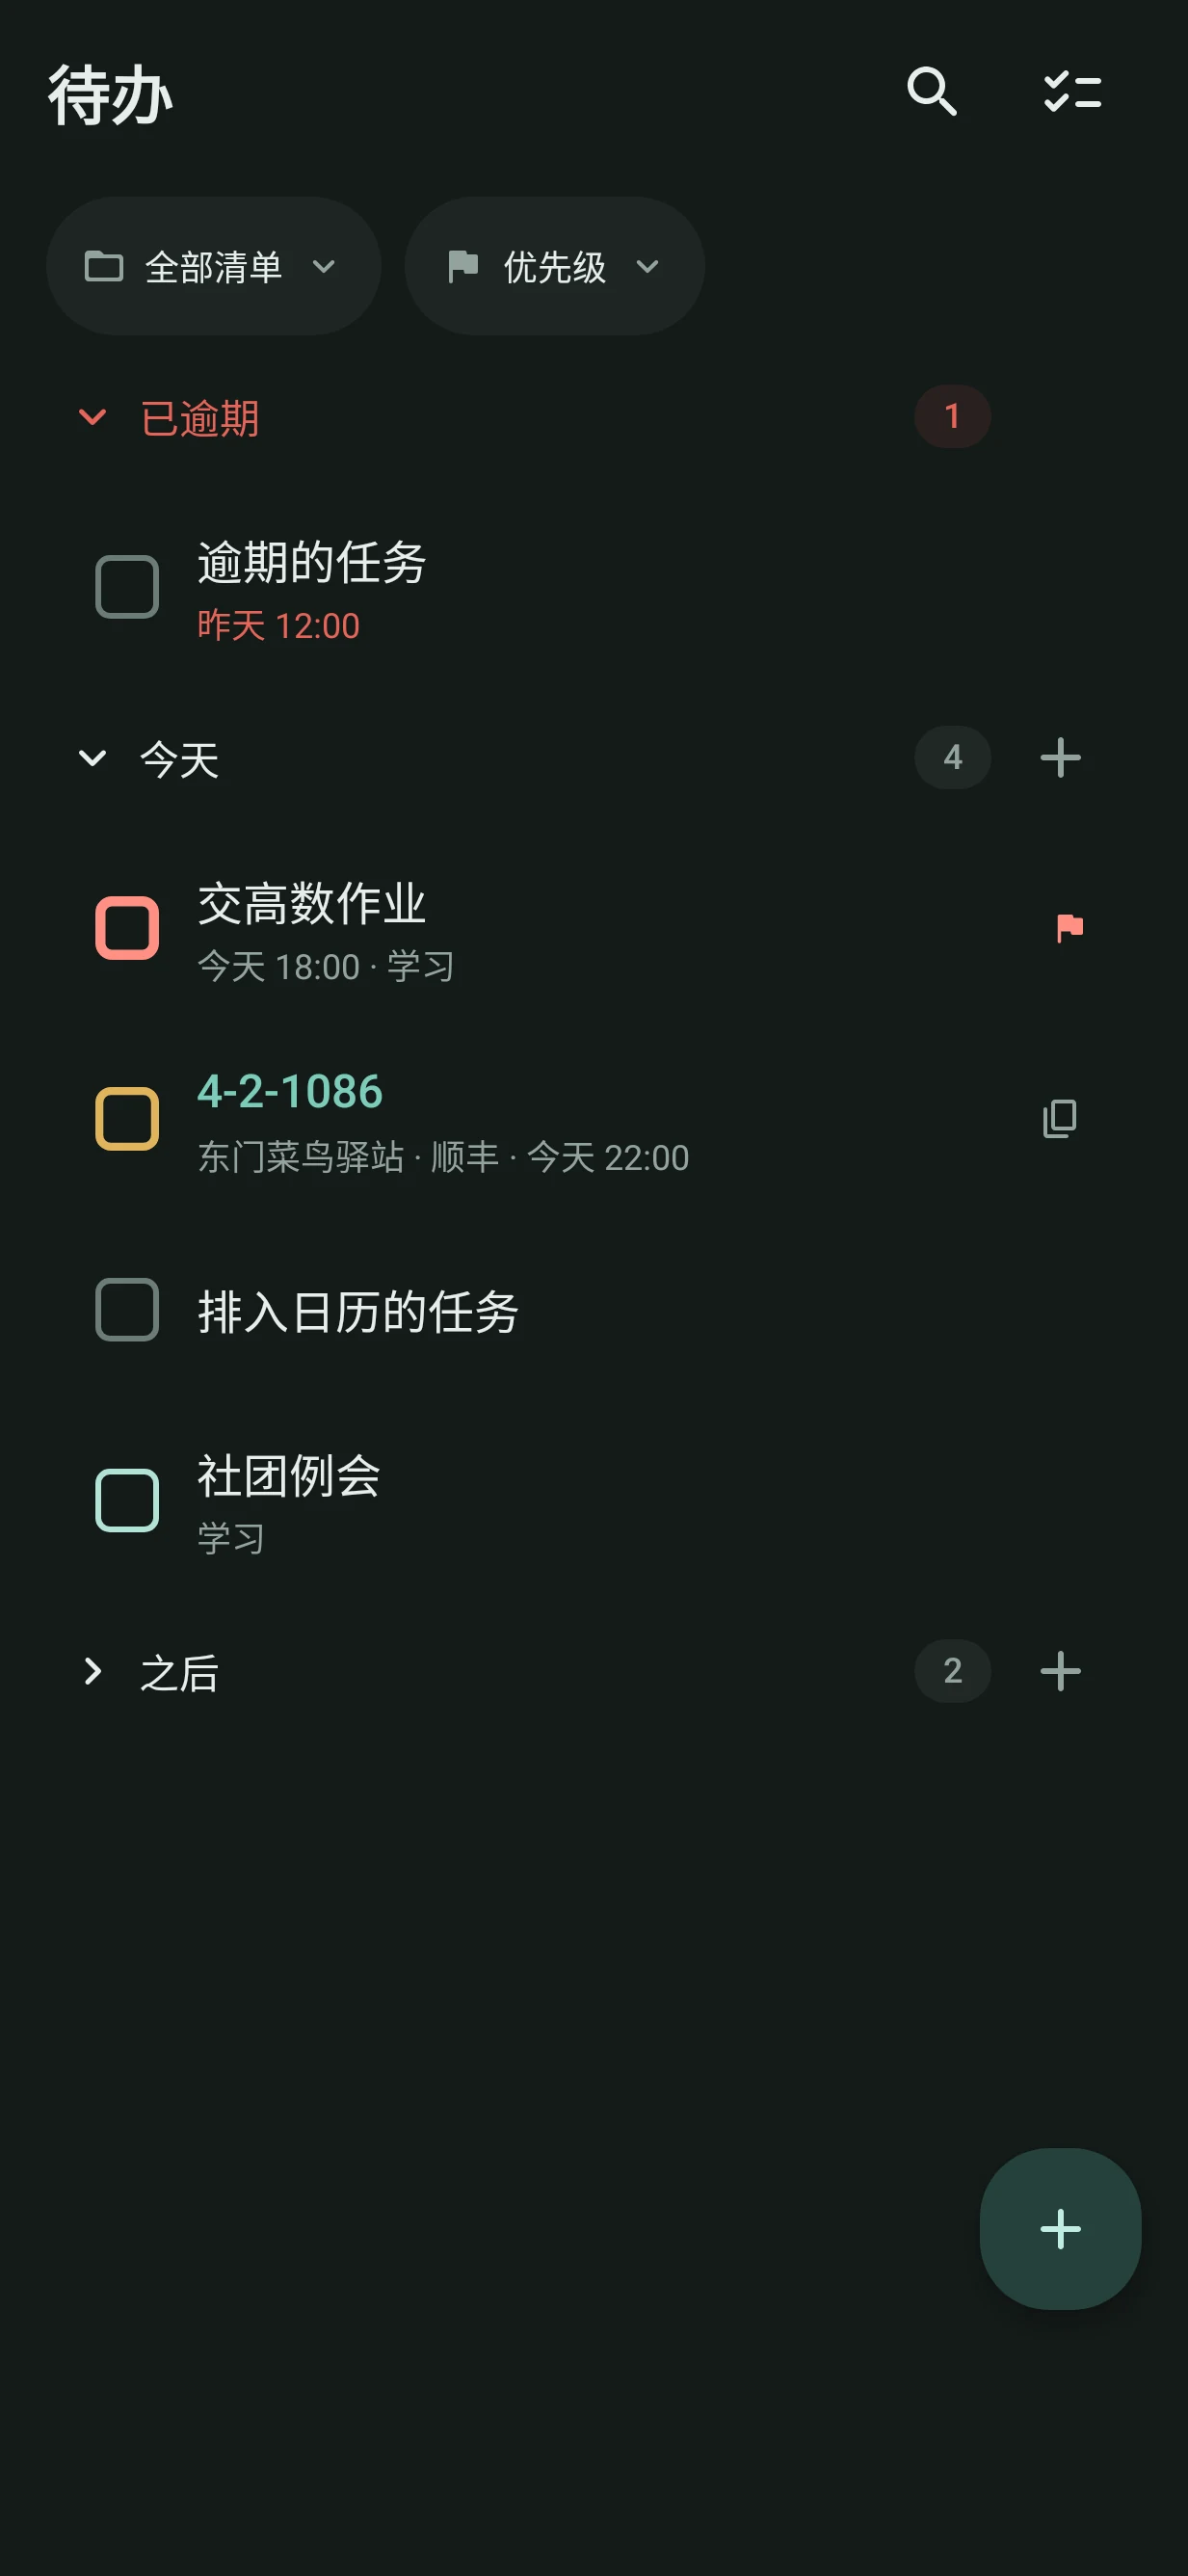 待办
全部清单
优先级
已逾期
1
逾期的任务
昨天 12:00
今天
4
交高数作业
今天 18:00 · 学习
4-2-1086
东门菜鸟驿站 · 顺丰 · 今天 22:00
排入日历的任务
社团例会
学习
之后
2